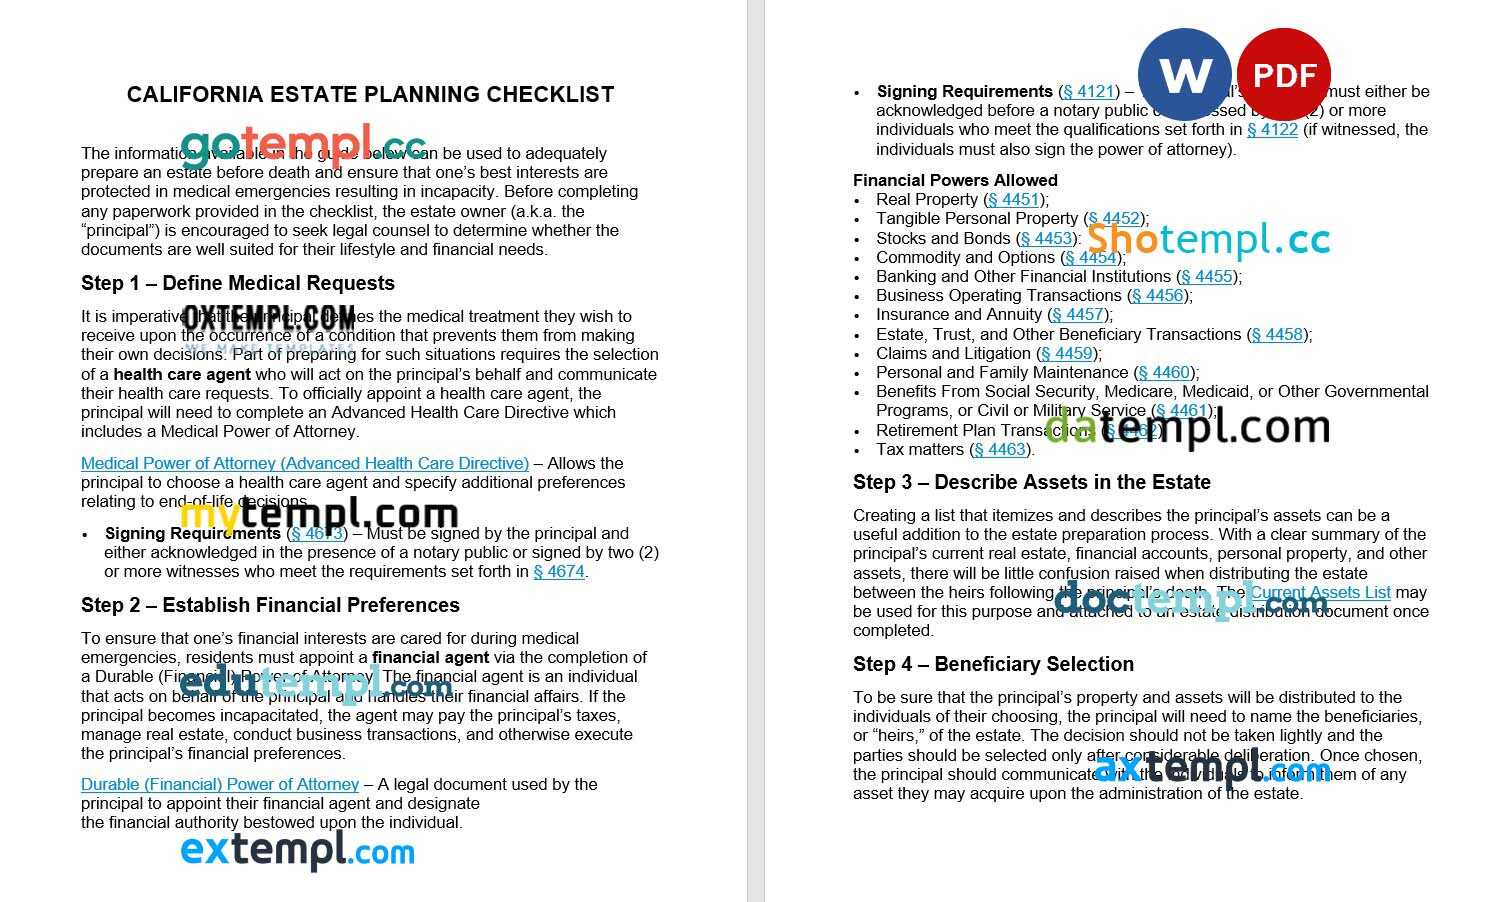 CALIFORNIA ESTATE PLANNING CHECKLIST
gotempl.cc
The information available in the guide below can be used to adequately
prepare an estate before death and ensure that one’s best interests are
protected in medical emergencies resulting in incapacity. Before completing
any paperwork provided in the checklist, the estate owner (a.k.a. the
“principal”) is encouraged to seek legal counsel to determine whether the
documents are well suited for their lifestyle and financial needs.
Step 1 – Define Medical Requests
OXTEMPL.COM
WE MAKE TEMPLATES
It is imperative that the principal defines the medical treatment they wish to
receive upon the occurrence of a condition that prevents them from making
their own decisions. Part of preparing for such situations requires the selection
of a health care agent who will act on the principal’s behalf and communicate
their health care requests. To officially appoint a health care agent, the
principal will need to complete an Advanced Health Care Directive which
includes a Medical Power of Attorney.
Medical Power of Attorney (Advanced Health Care Directive) – Allows the
principal to choose a health care agent and specify additional preferences
relating to end-of-life decisions
mytempl.com
• Signing Requirements (§ 4673) – Must be signed by the principal and
either acknowledged in the presence of a notary public or signed by two (2)
or more witnesses who meet the requirements set forth in § 4674.
Step 2 – Establish Financial Preferences
To ensure that one’s financial interests are cared for during medical
emergencies, residents must appoint a financial agent via the completion of
a Durable (Financial) Power of Attorney. The financial agent is an individual
edutempl.com
that acts on behalf of the principal and handles their financial affairs. If the
principal becomes incapacitated, the agent may pay the principal’s taxes,
manage real estate, conduct business transactions, and otherwise execute
the principal’s financial preferences.
Durable (Financial) Power of Attorney – A legal document used by the
principal to appoint their financial agent and designate
the financial authority bestowed upon the individual.
extempl.com
W PDF
• Signing Requirements (§ 4121) – must either be
acknowledged before a notary public or more
individuals who meet the qualifications set forth in § 4122 (if witnessed, the
individuals must also sign the power of attorney).
Financial Powers Allowed
• Real Property (§ 4451);
• Tangible Personal Property (§ 4452);
• Stocks and Bonds (§ 4453):
Shotempl.cc
• Commodity and Options (§ 4454);
• Banking and Other Financial Institutions (§ 4455);
• Business Operating Transactions (§ 4456);
• Insurance and Annuity (§ 4457);
• Estate, Trust, and Other Beneficiary Transactions (§ 4458);
• Claims and Litigation (§ 4459);
• Personal and Family Maintenance (§ 4460);
• Benefits From Social Security, Medicare, Medicaid, or Other Governmental
Programs, or Civil or Military Service (§ 4461);
• Retirement Plan Transactions (§ 4462)
datempl.com
• Tax matters (§ 4463).
Step 3 – Describe Assets in the Estate
Creating a list that itemizes and describes the principal’s assets can be a
useful addition to the estate preparation process. With a clear summary of the
principal’s current real estate, financial accounts, personal property, and other
assets, there will be little confusion raised when distributing the estate
between the heirs following the principal’s death. The Current Assets List may
doctempl.com
be used for this purpose and attached to an estate distribution document once
completed.
Step 4 – Beneficiary Selection
To be sure that the principal’s property and assets will be distributed to the
individuals of their choosing, the principal will need to name the beneficiaries,
or “heirs,” of the estate. The decision should not be taken lightly and the
parties should be selected only after considerable deliberation. Once chosen,
the principal should communicate with the individuals to inform them of any
axtempl.com
asset they may acquire upon the administration of the estate.